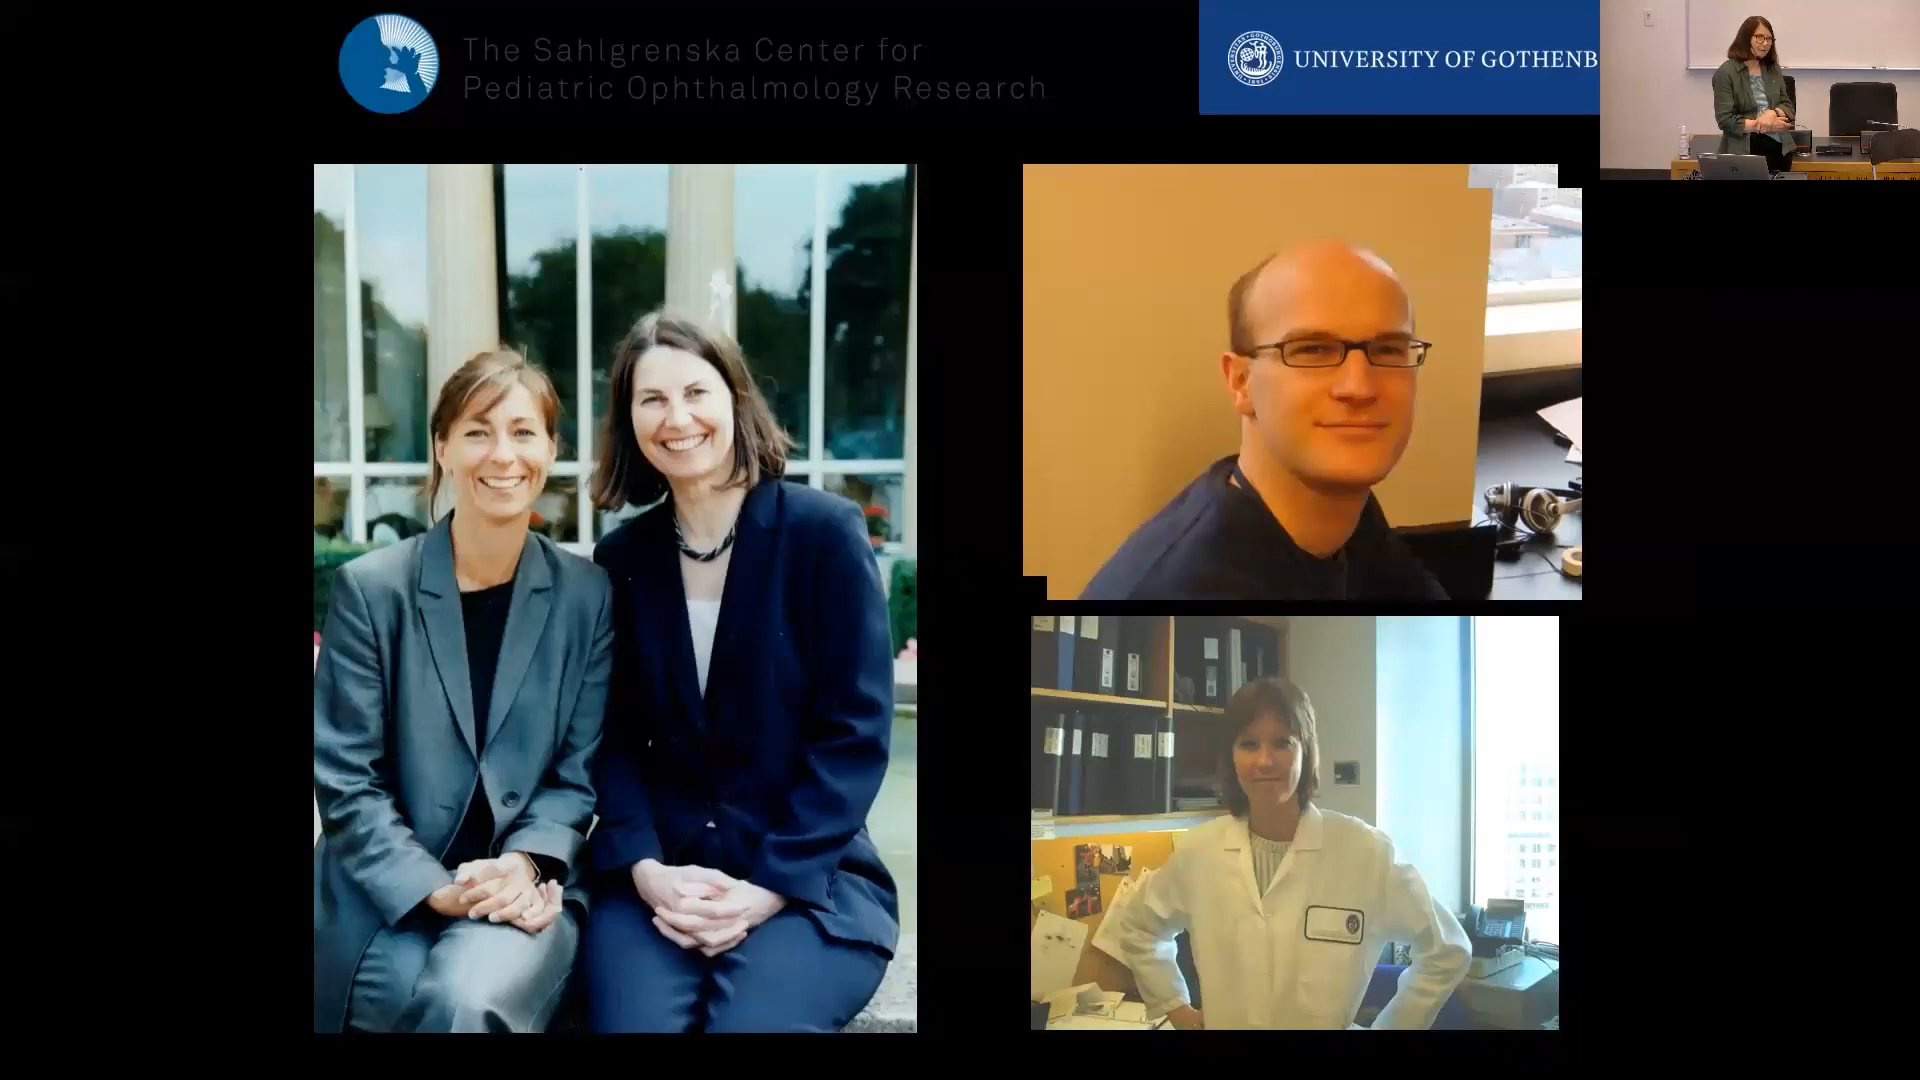 The Sahlgrenska Center for
Pediatric Ophthalmology Research
UNIVERSITY OF GOTHENB